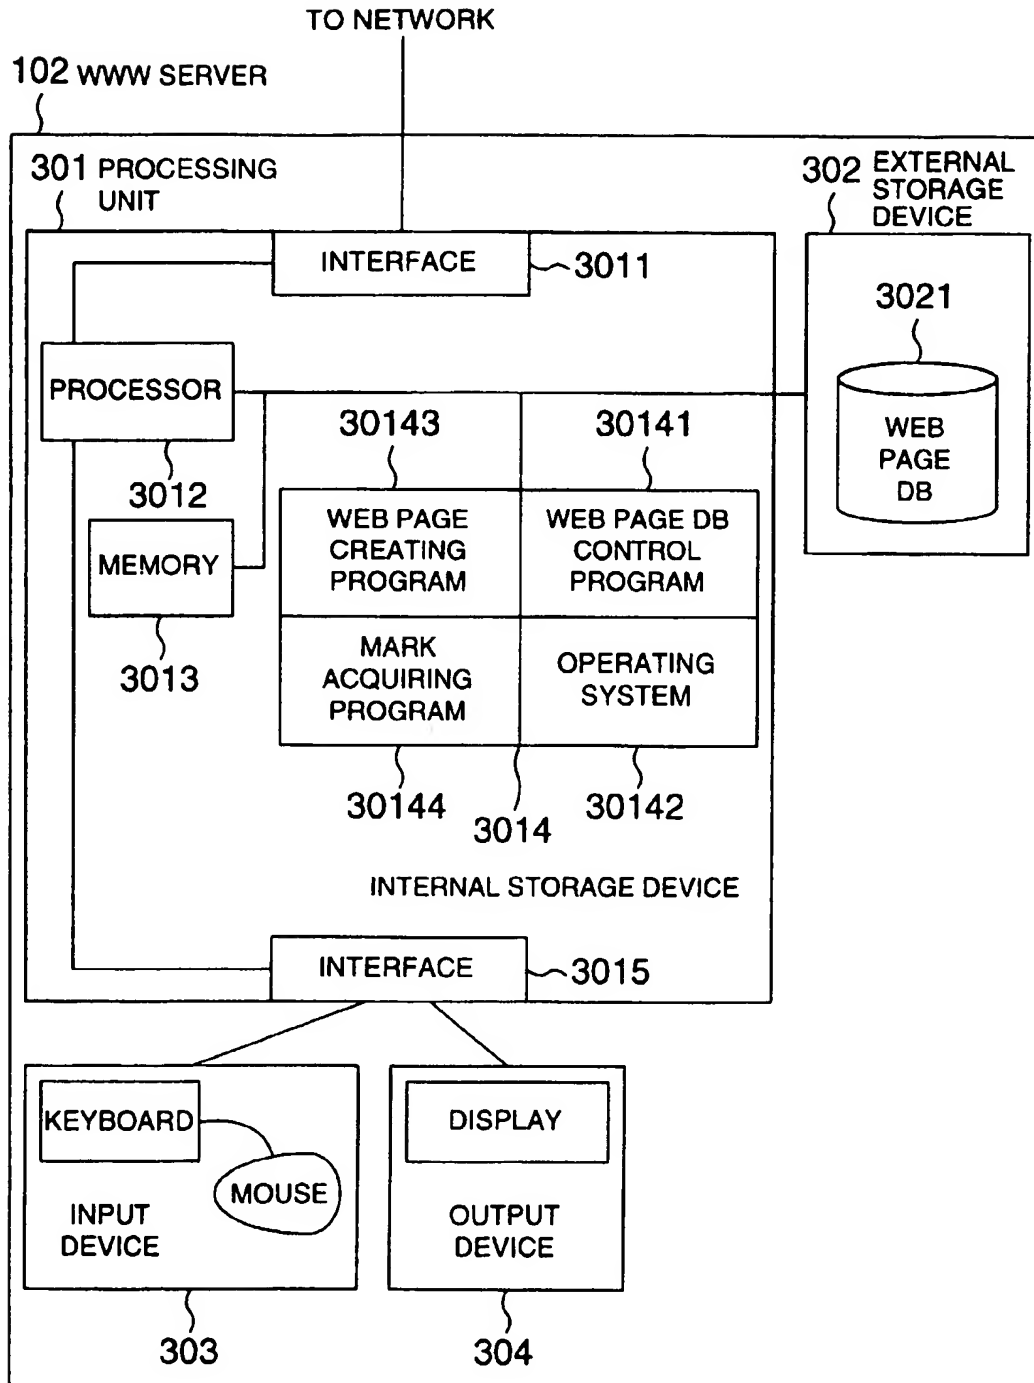 TO NETWORK
102 WWW SERVER
301 PROCESSING
UNIT
302 EXTERNAL
STORAGE
DEVICE
INTERFACE
3011
3021
PROCESSOR
3012
30143
30141
WEB
PAGE
DB
MEMORY
3013
WEB PAGE
CREATING
PROGRAM
WEB PAGE DB
CONTROL
PROGRAM
MARK
ACQUIRING
PROGRAM
OPERATING
SYSTEM
30144
3014
30142
INTERNAL STORAGE DEVICE
INTERFACE
3015
KEYBOARD
MOUSE
INPUT
DEVICE
DISPLAY
OUTPUT
DEVICE
303
304